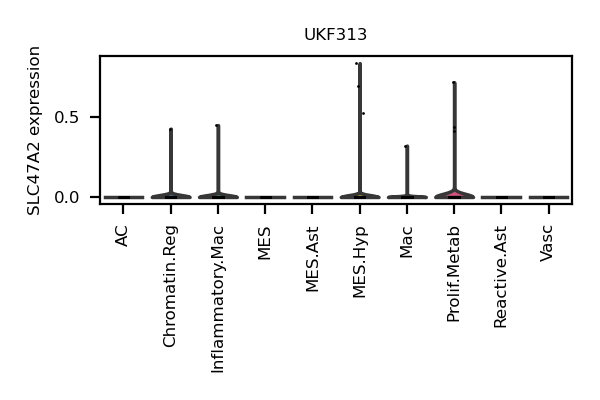 UKF313
SLC47A2 expression
0.5
0.0
AC
Chromatin.Reg
Inflammatory.Mac
MES
MES.Ast
MES.Hyp
Mac
Prolif.Metab
Reactive.Ast
Vasc